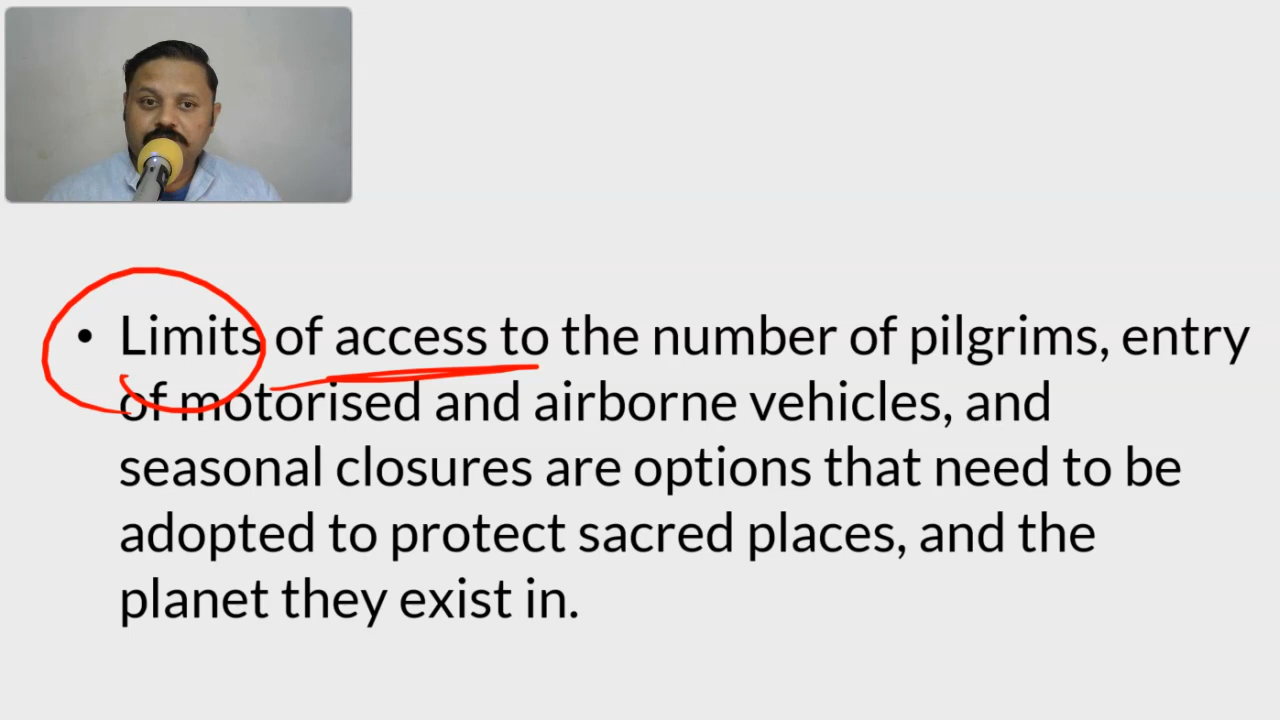 • Limits of access to the number of pilgrims, entry
of motorised and airborne vehicles, and
seasonal closures are options that need to be
adopted to protect sacred places, and the
planet they exist in.